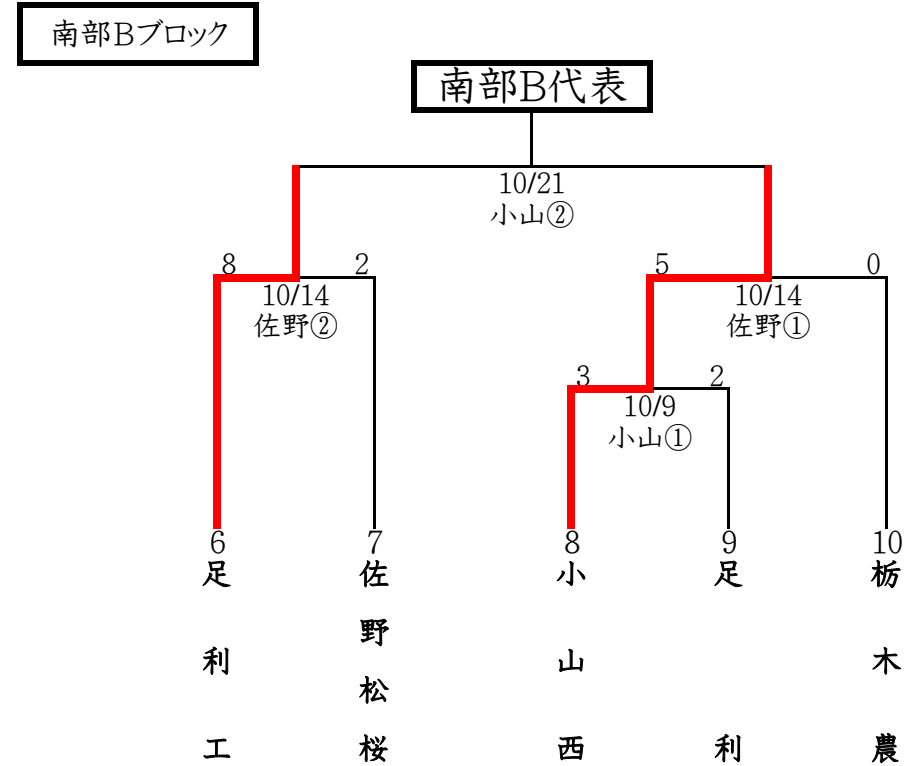 南部Bブロック
南部B代表
10/21
小山②
8 2
5 0
10/14
佐野②
10/14
佐野①
3 2
10/9
小山①
6 7 8 9 10
足利工
佐野松桜
小山西
足利
栃木農